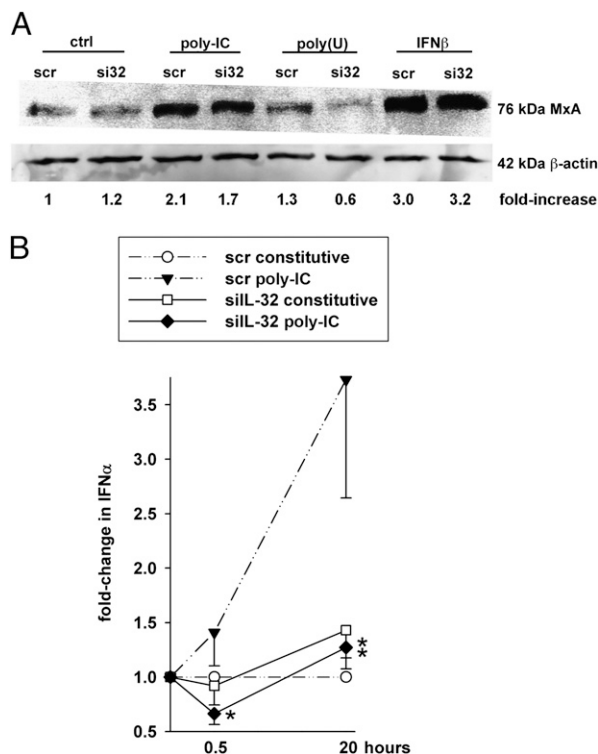 A
ctrl poly-IC poly(U) IFNβ
scr si32 scr si32 scr si32 scr si32
76 kDa MxA
42 kDa β-actin
1 1.2 2.1 1.7 1.3 0.6 3.0 3.2 fold-increase
B
scr constitutive
scr poly-IC
siIL-32 constitutive
siIL-32 poly-IC
fold-change in IFNα
3.5
3.0
2.5
2.0
1.5
1.0
0.5
*
*
*
0.5 20 hours